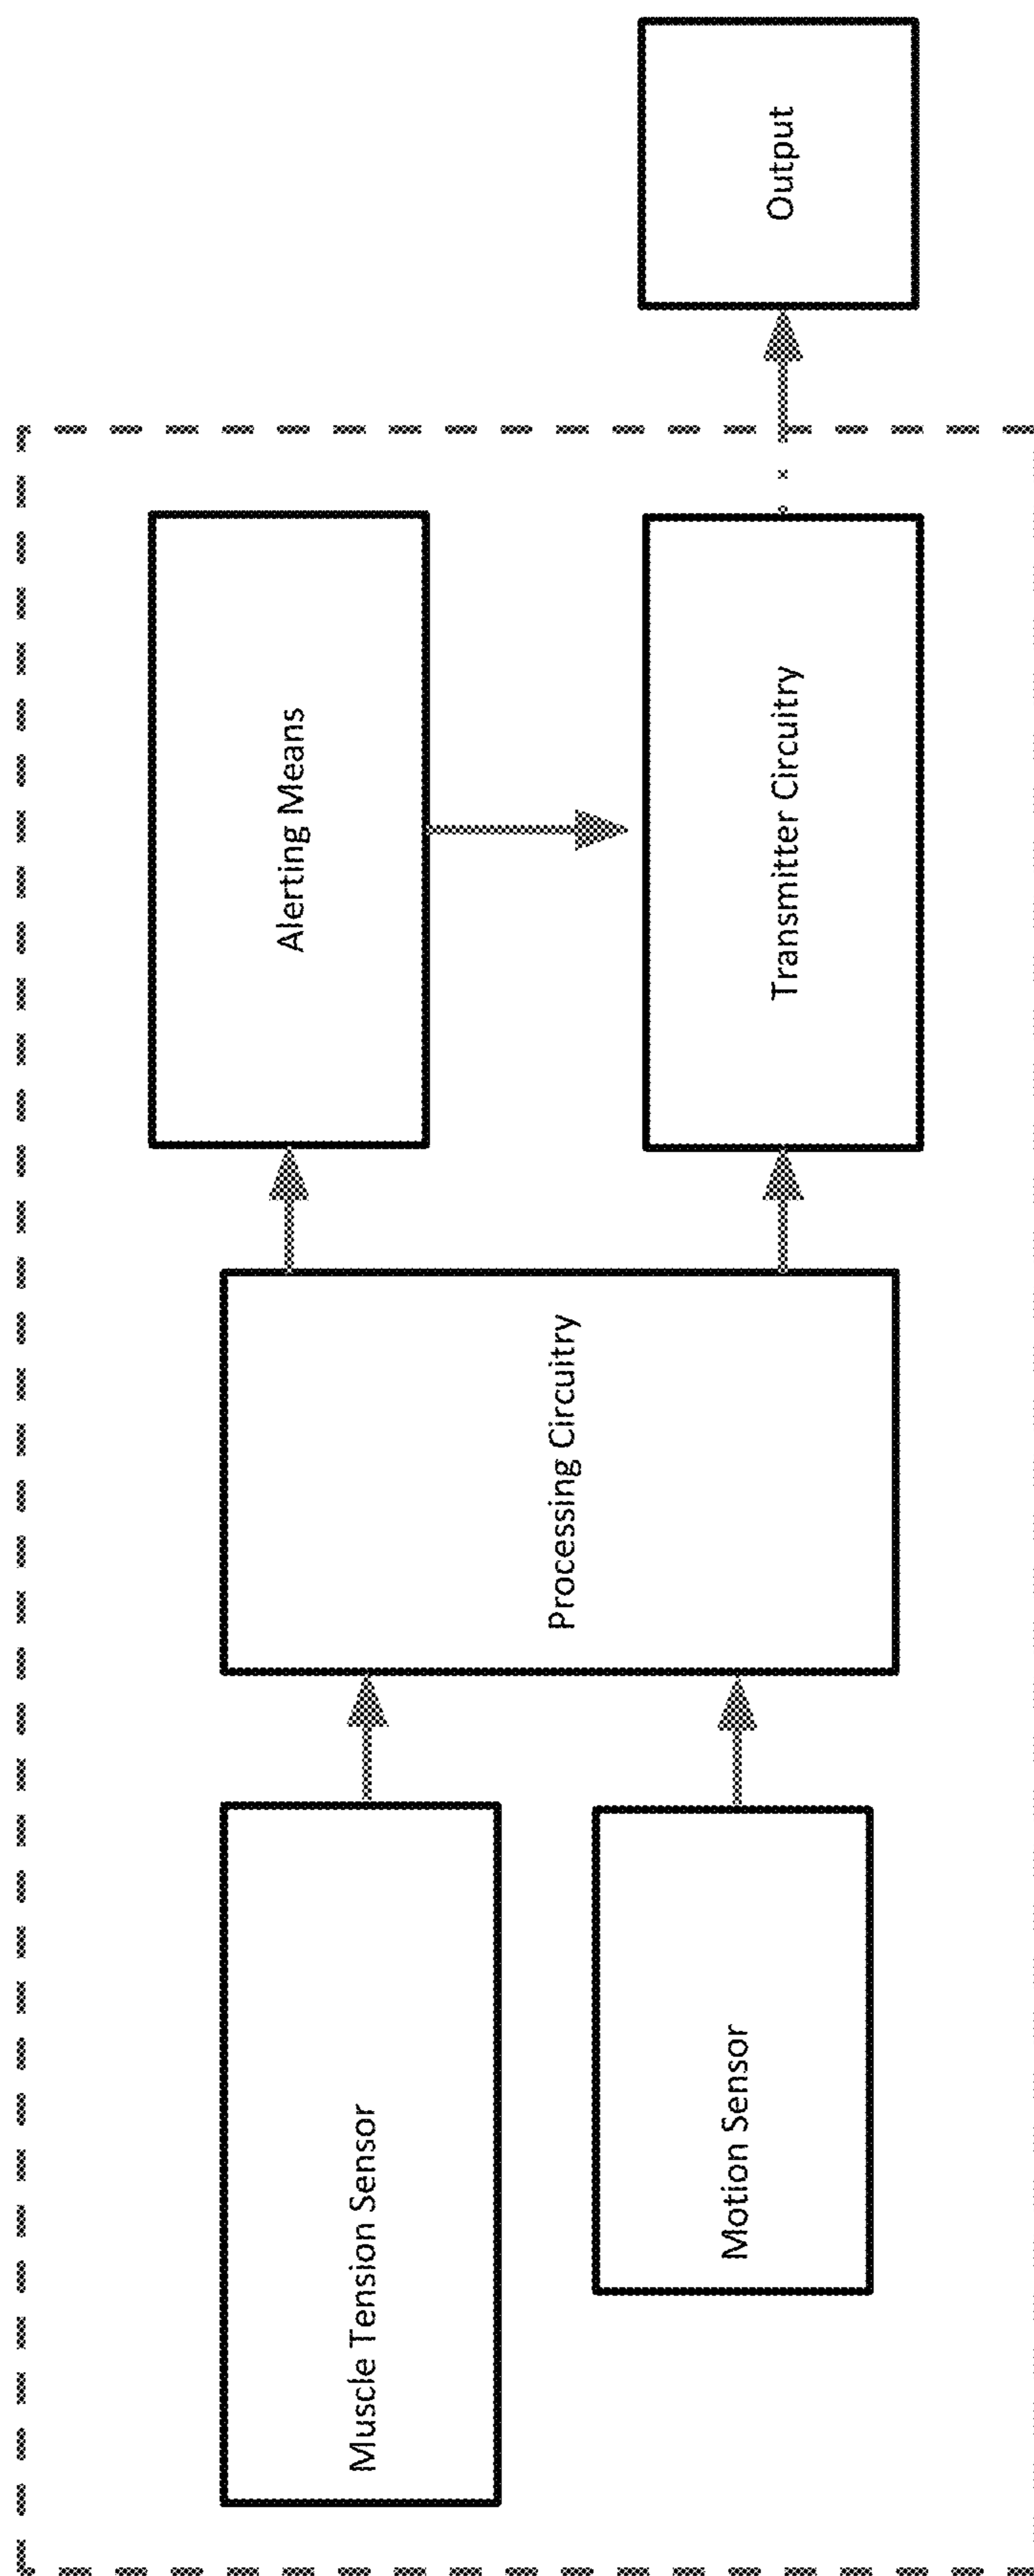 Muscle Tension Sensor
Motion Sensor
Processing Circuitry
Alerting Means
Transmitter Circuitry
Output